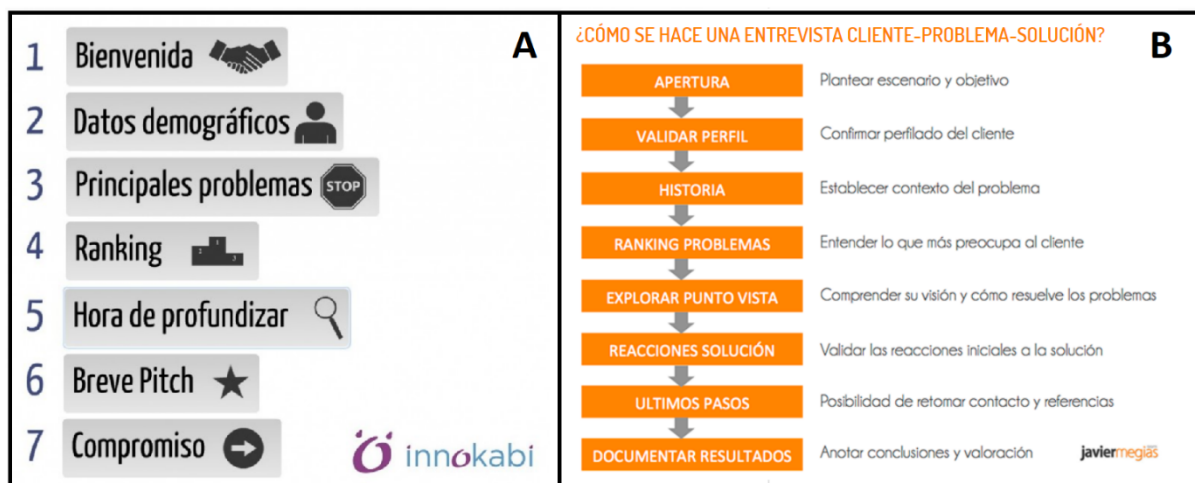 A
1 Bienvenida
2 Datos demográficos
3 Principales problemas STOP
4 Ranking
5 Hora de profundizar
6 Breve Pitch
7 Compromiso
innokabi
¿CÓMO SE HACE UNA ENTREVISTA CLIENTE-PROBLEMA-SOLUCIÓN? B
APERTURA Plantear escenario y objetivo
VALIDAR PERFIL Confirmar perfilado del cliente
HISTORIA Establecer contexto del problema
RANKING PROBLEMAS Entender lo que más preocupa al cliente
EXPLORAR PUNTO VISTA Comprender su visión y cómo resuelve los problemas
REACCIONES SOLUCIÓN Validar las reacciones iniciales a la solución
ULTIMOS PASOS Posibilidad de retomar contacto y referencias
DOCUMENTAR RESULTADOS Anotar conclusiones y valoración
javiermegias